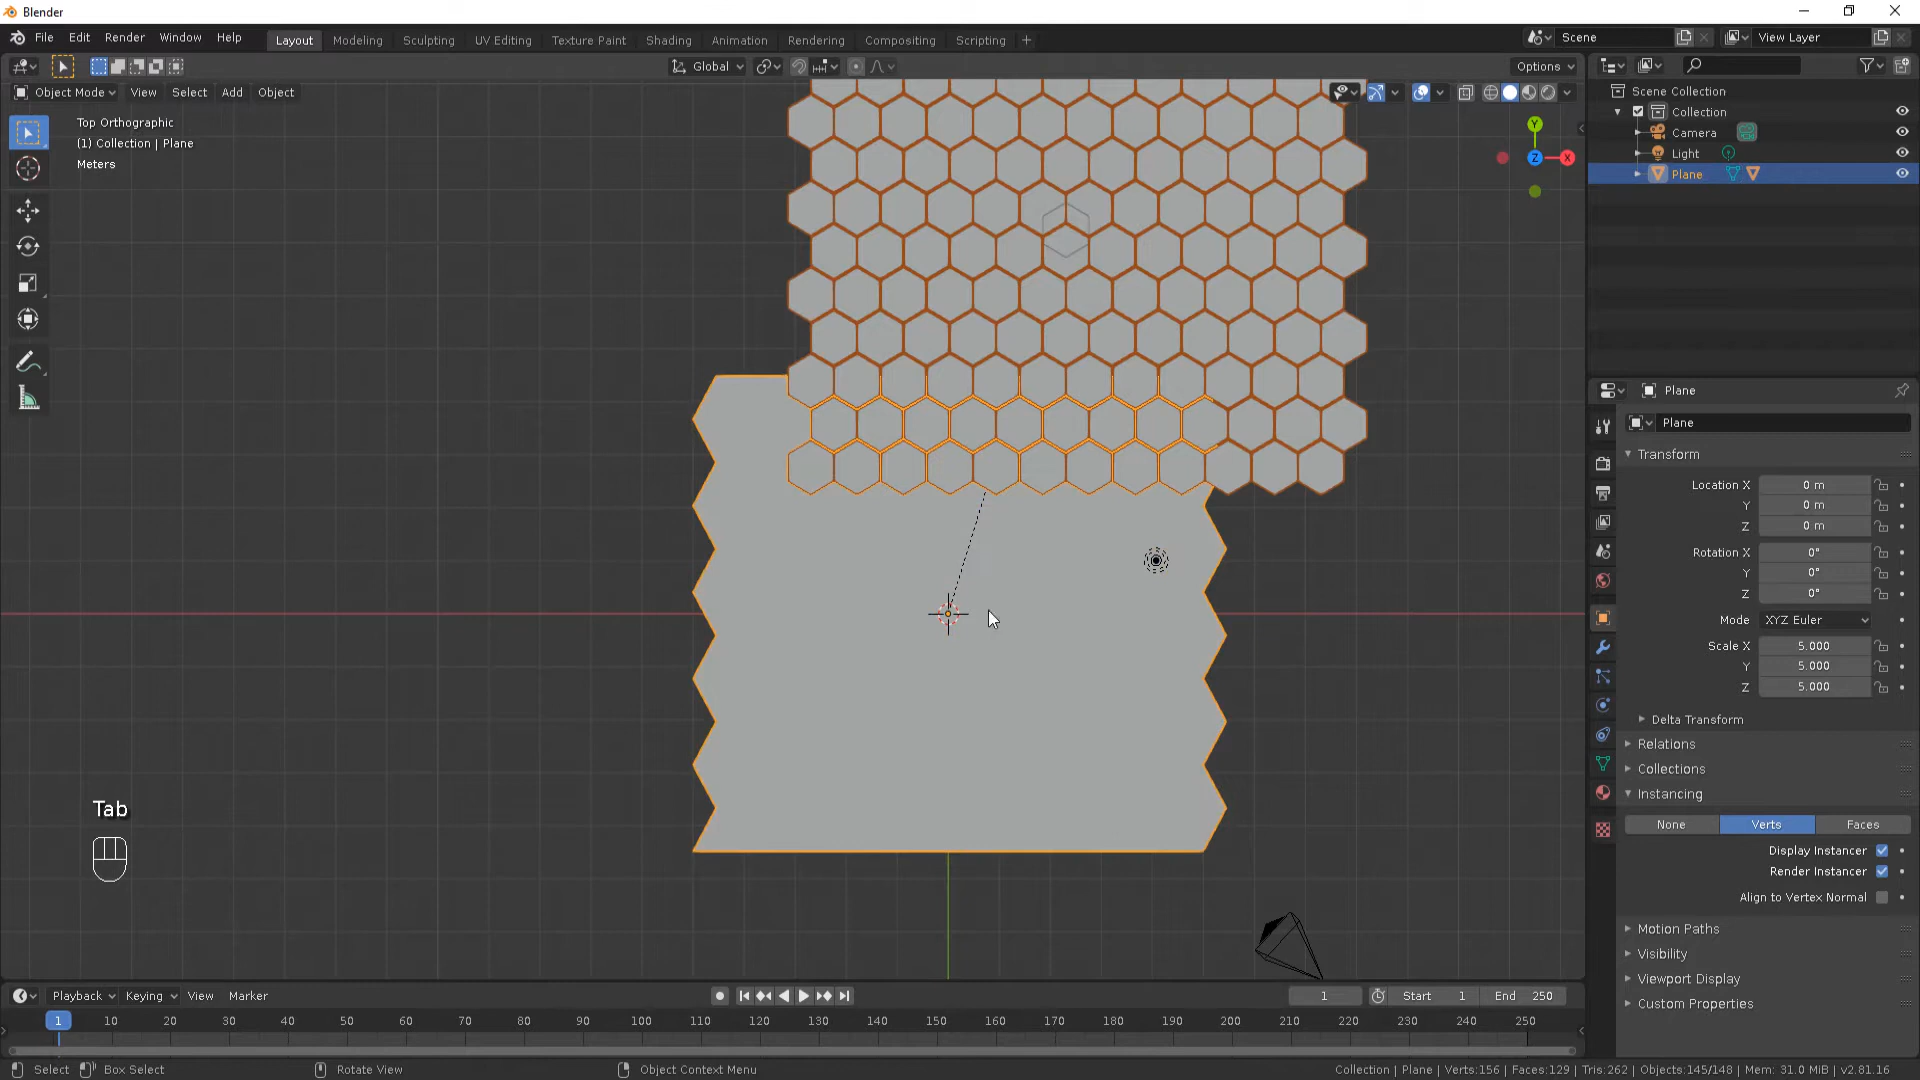 Blender
File Edit Render Window Help
Layout Modeling Sculpting UV Editing Texture Paint Shading Animation Rendering Compositing Scripting +
Scene
View Layer
Global
Options
Object Mode View Select Add Object
Top Orthographic
(1) Collection | Plane
Meters
Y
Z
X
Scene Collection
Collection
Camera
Light
Plane
Plane
Plane
Transform
Location X 0 m
Y 0 m
Z 0 m
Rotation X 0°
Y 0°
Z 0°
Mode XYZ Euler
Scale X 5.000
Y 5.000
Z 5.000
Delta Transform
Relations
Collections
Instancing
None Verts Faces
Display Instancer
Render Instancer
Align to Vertex Normal
Motion Paths
Visibility
Viewport Display
Custom Properties
Tab
Playback Keying View Marker
1 Start 1 End 250
1 10 20 30 40 50 60 70 80 90 100 110 120 130 140 150 160 170 180 190 200 210 220 230 240 250
Select Box Select Rotate View Object Context Menu
Collection | Plane | Verts:156 | Faces:129 | Tris:262 | Objects:145/148 | Mem: 31.0 MiB | v2.81.16